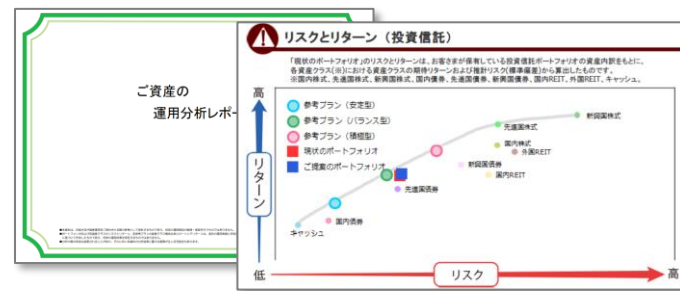 ご資産の
運用分析レポー
リスクとリターン（投資信託）
「現状のポートフォリオ」のリスクとリターンは、お客さまが保有している投資信託ポートフォリオの資産内訳をもとに、
各資産クラス(※)における資産クラスの期待リターンおよび推計リスク(標準偏差)から算出したものです。
※国内株式、先進国株式、新興国株式、国内債券、先進国債券、新興国債券、国内REIT、外国REIT、キャッシュ。
高
参考プラン（安定型）
参考プラン（バランス型）
参考プラン（積極型）
現状のポートフォリオ
ご提案のポートフォリオ
新興国株式
先進国株式
国内株式
外国REIT
新興国債券
国内REIT
先進国債券
国内債券
キャッシュ
リターン
低
リスク
高